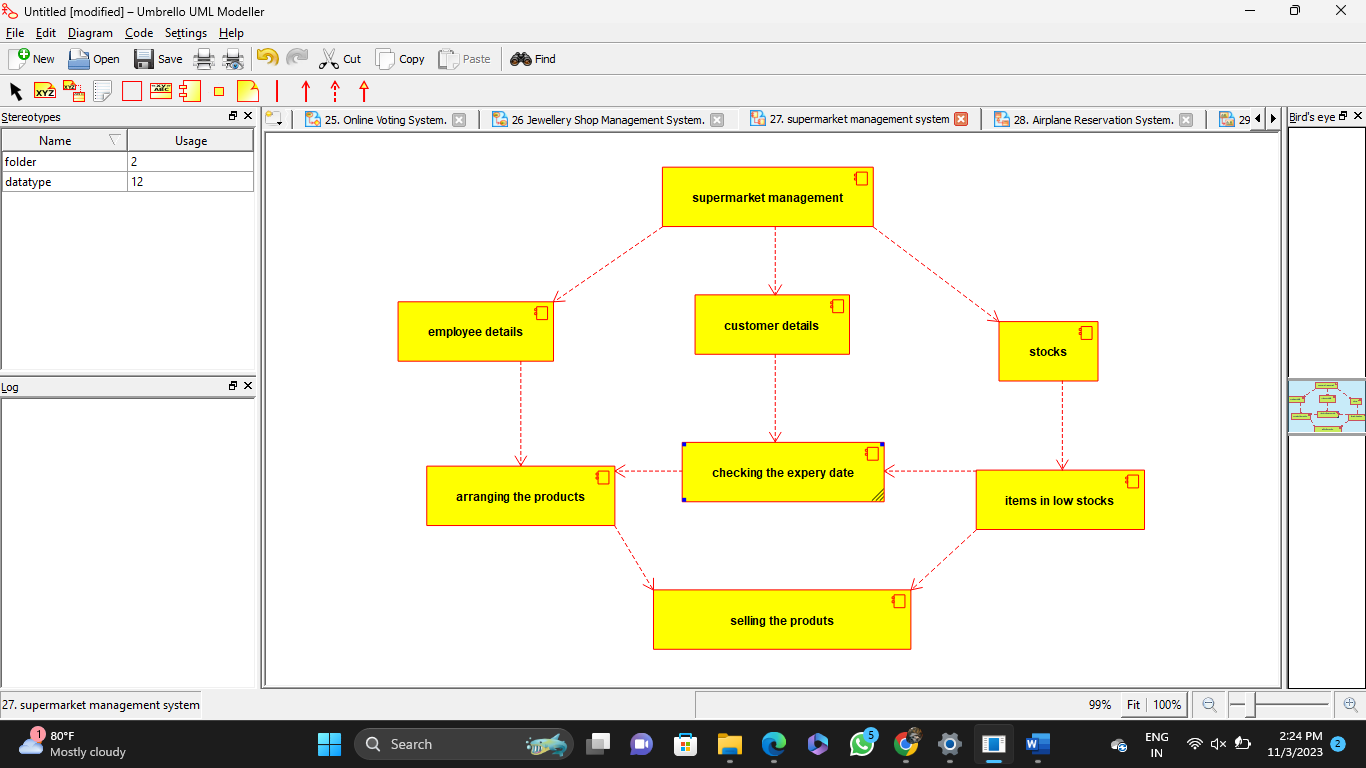 Untitled [modified] – Umbrello UML Modeller
File Edit Diagram Code Settings Help
New Open Save Cut Copy Paste Find
XYZ XYZ ABC
Stereotypes
Name Usage
folder 2
datatype 12
Log
25. Online Voting System. 26 Jewellery Shop Management System. 27. supermarket management system 28. Airplane Reservation System. 29
Bird's eye
supermarket management
employee details
customer details
stocks
arranging the products
checking the expery date
items in low stocks
selling the produts
27. supermarket management system
99% Fit 100%
1
80°F
Mostly cloudy
Search
5
ENG
IN
2:24 PM
11/3/2023
2